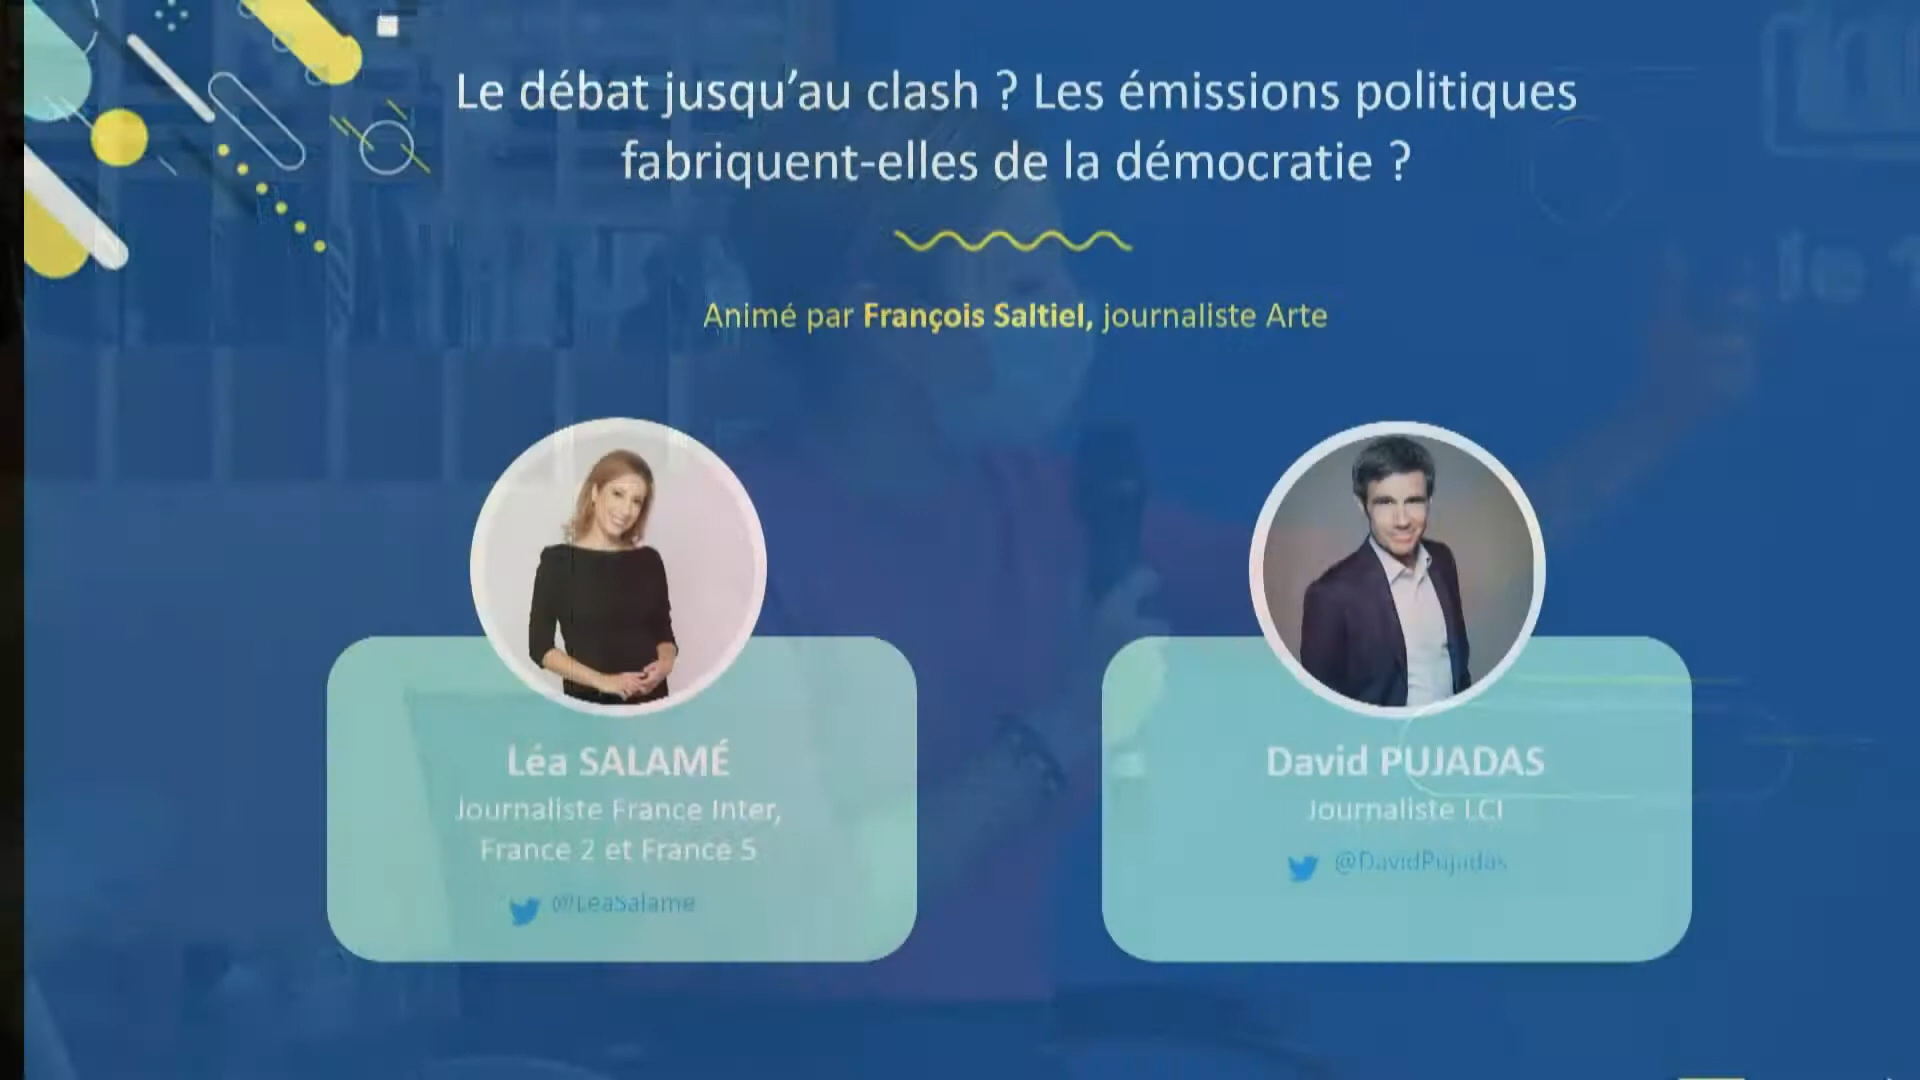 Le débat jusqu'au clash ? Les émissions politiques
fabriquent-elles de la démocratie ?
Animé par François Saltiel, journaliste Arte
Léa SALAMÉ
Journaliste France Inter,
France 2 et France 5
@LeaSalame
David PUJADAS
Journaliste LCI
@DavidPujadas